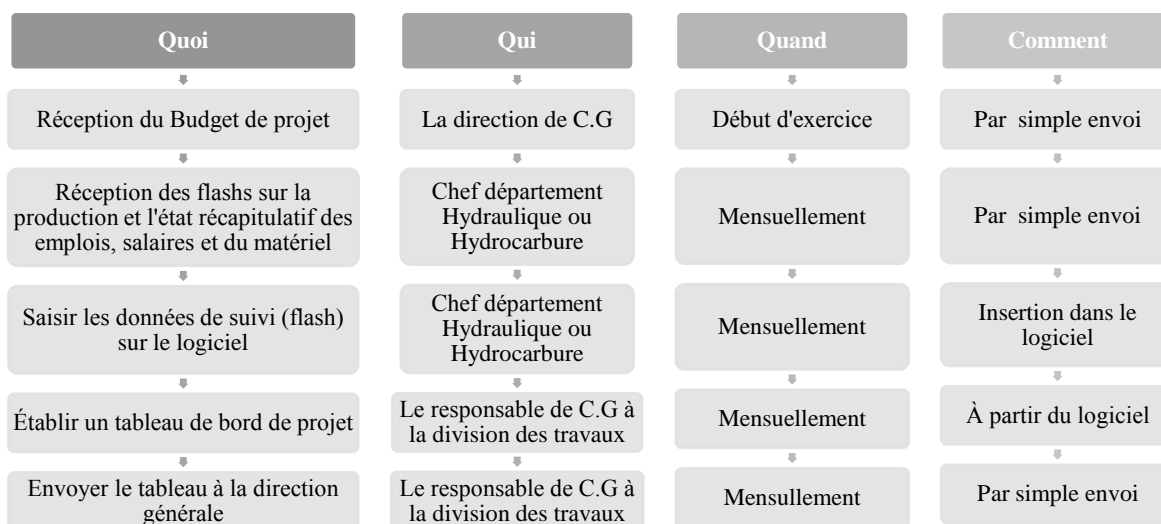 Quoi
Réception du Budget de projet
Réception des flashs sur la
production et l'état récapitulatif des
emplois, salaires et du matériel
Saisir les données de suivi (flash)
sur le logiciel
Établir un tableau de bord de projet
Envoyer le tableau à la direction
générale
Qui
La direction de C.G
Chef département
Hydraulique ou
Hydrocarbure
Chef département
Hydraulique ou
Hydrocarbure
Le responsable de C.G à
la division des travaux
Le responsable de C.G à
la division des travaux
Quand
Début d'exercice
Mensuellement
Mensuellement
Mensuellement
Mensullement
Comment
Par simple envoi
Par simple envoi
Insertion dans le
logiciel
À partir du logiciel
Par simple envoi